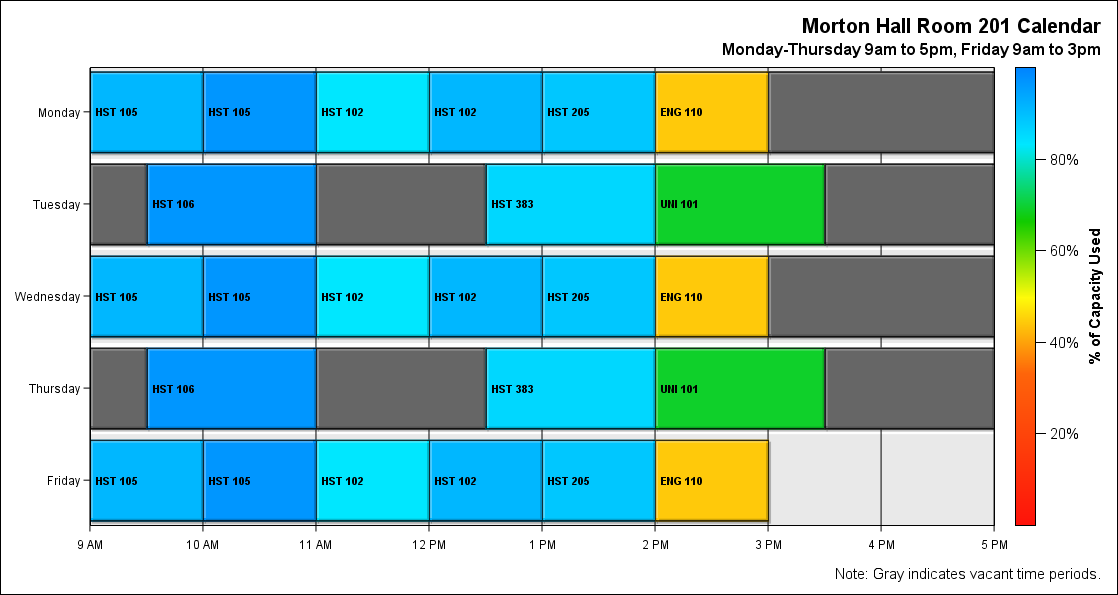 Morton Hall Room 201 Calendar
Monday-Thursday 9am to 5pm, Friday 9am to 3pm
Monday
HST 105
HST 105
HST 102
HST 102
HST 205
ENG 110
Tuesday
HST 106
HST 383
UNI 101
Wednesday
HST 105
HST 105
HST 102
HST 102
HST 205
ENG 110
Thursday
HST 106
HST 383
UNI 101
Friday
HST 105
HST 105
HST 102
HST 102
HST 205
ENG 110
9 AM
10 AM
11 AM
12 PM
1 PM
2 PM
3 PM
4 PM
5 PM
80%
60%
40%
20%
% of Capacity Used
Note: Gray indicates vacant time periods.